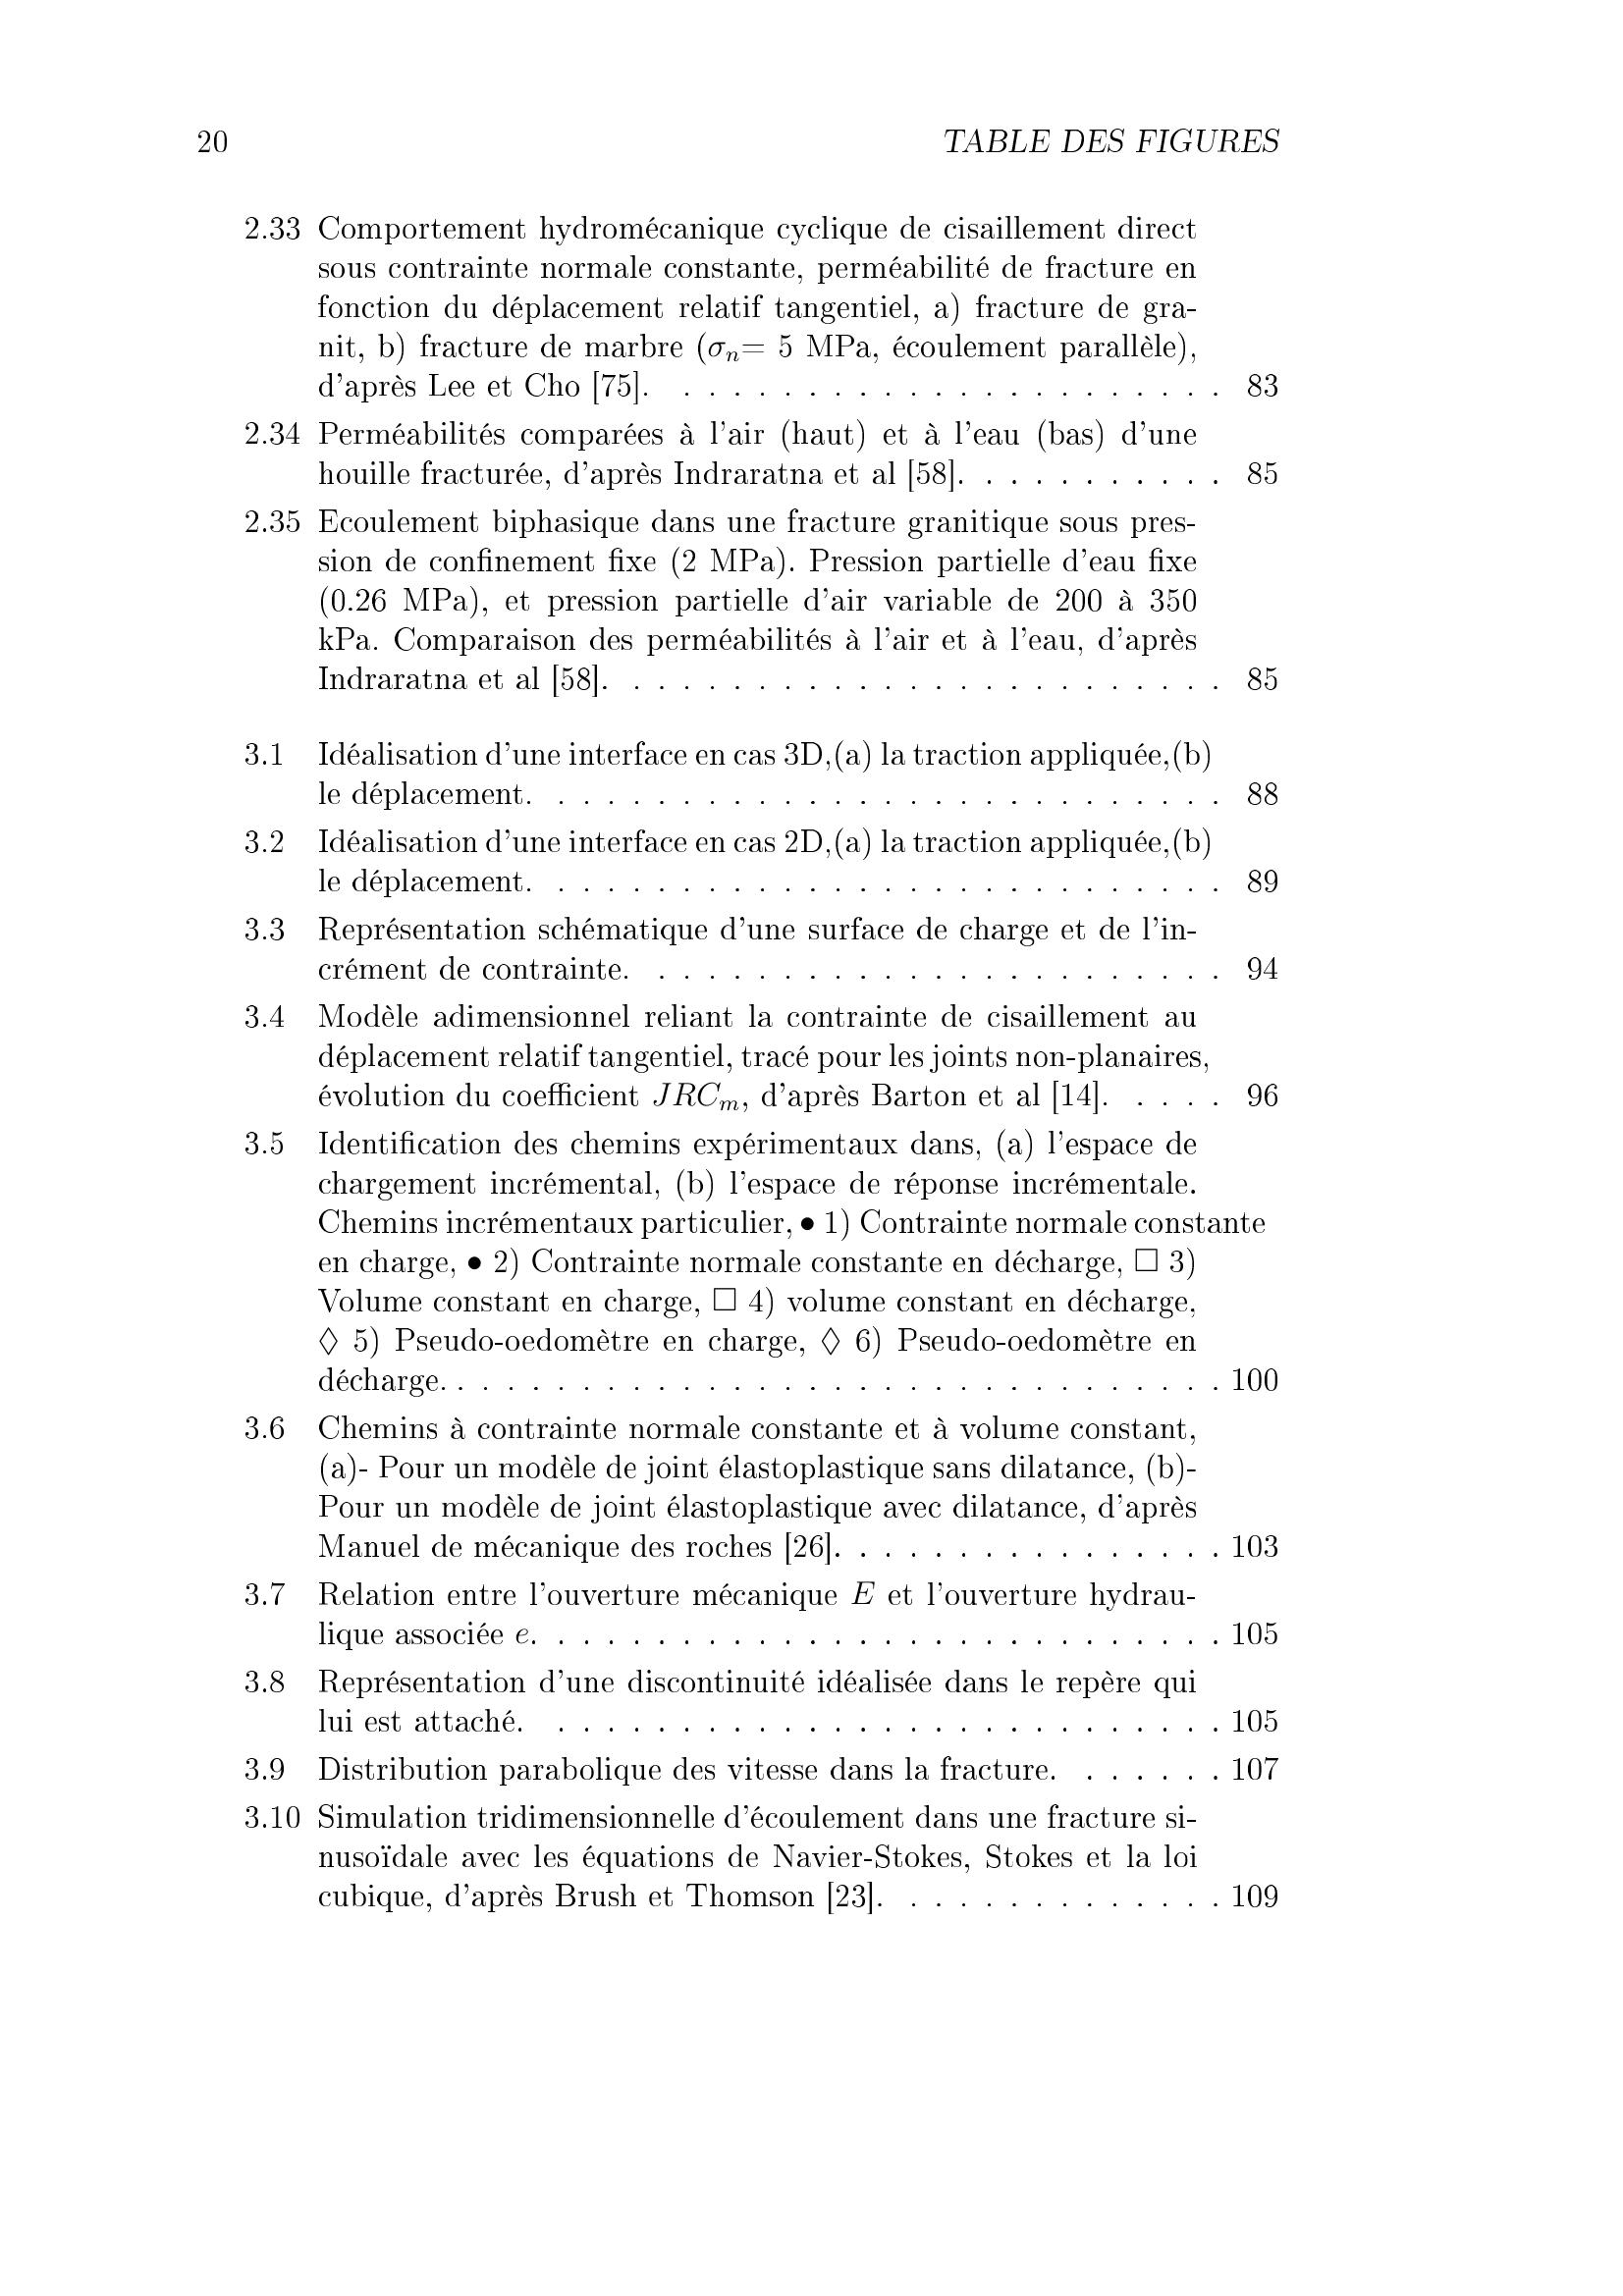 20 TABLE DES FIGURES
2.33 Comportement hydromécanique cyclique de cisaillement direct
sous contrainte normale constante, perméabilité de fracture en
fonction du déplacement relatif tangentiel, a) fracture de gra-
nit, b) fracture de marbre (σn= 5 MPa, écoulement parallèle),
d'après Lee et Cho [75]. . . . . . . . . . . . . . . . . . . . . . . 83
2.34 Perméabilités comparées à l'air (haut) et à l'eau (bas) d'une
houille fracturée, d'après Indraratna et al [58]. . . . . . . . . . . 85
2.35 Ecoulement biphasique dans une fracture granitique sous pres-
sion de confinement fixe (2 MPa). Pression partielle d'eau fixe
(0.26 MPa), et pression partielle d'air variable de 200 à 350
kPa. Comparaison des perméabilités à l'air et à l'eau, d'après
Indraratna et al [58]. . . . . . . . . . . . . . . . . . . . . . . . . 85
3.1 Idéalisation d'une interface en cas 3D,(a) la traction appliquée,(b)
le déplacement. . . . . . . . . . . . . . . . . . . . . . . . . . . . 88
3.2 Idéalisation d'une interface en cas 2D,(a) la traction appliquée,(b)
le déplacement. . . . . . . . . . . . . . . . . . . . . . . . . . . . 89
3.3 Représentation schématique d'une surface de charge et de l'in-
crément de contrainte. . . . . . . . . . . . . . . . . . . . . . . . 94
3.4 Modèle adimensionnel reliant la contrainte de cisaillement au
déplacement relatif tangentiel, tracé pour les joints non-planaires,
évolution du coefficient JRCm, d'après Barton et al [14]. . . . . 96
3.5 Identification des chemins expérimentaux dans, (a) l'espace de
chargement incrémental, (b) l'espace de réponse incrémentale.
Chemins incrémentaux particulier, • 1) Contrainte normale constante
en charge, • 2) Contrainte normale constante en décharge, □ 3)
Volume constant en charge, □ 4) volume constant en décharge,
♢ 5) Pseudo-oedomètre en charge, ♢ 6) Pseudo-oedomètre en
décharge. . . . . . . . . . . . . . . . . . . . . . . . . . . . . . . . 100
3.6 Chemins à contrainte normale constante et à volume constant,
(a)- Pour un modèle de joint élastoplastique sans dilatance, (b)-
Pour un modèle de joint élastoplastique avec dilatance, d'après
Manuel de mécanique des roches [26]. . . . . . . . . . . . . . . . 103
3.7 Relation entre l'ouverture mécanique E et l'ouverture hydrau-
lique associée e. . . . . . . . . . . . . . . . . . . . . . . . . . . . 105
3.8 Représentation d'une discontinuité idéalisée dans le repère qui
lui est attaché. . . . . . . . . . . . . . . . . . . . . . . . . . . . 105
3.9 Distribution parabolique des vitesse dans la fracture. . . . . . . 107
3.10 Simulation tridimensionnelle d'écoulement dans une fracture si-
nusoïdale avec les équations de Navier-Stokes, Stokes et la loi
cubique, d'après Brush et Thomson [23]. . . . . . . . . . . . . . 109